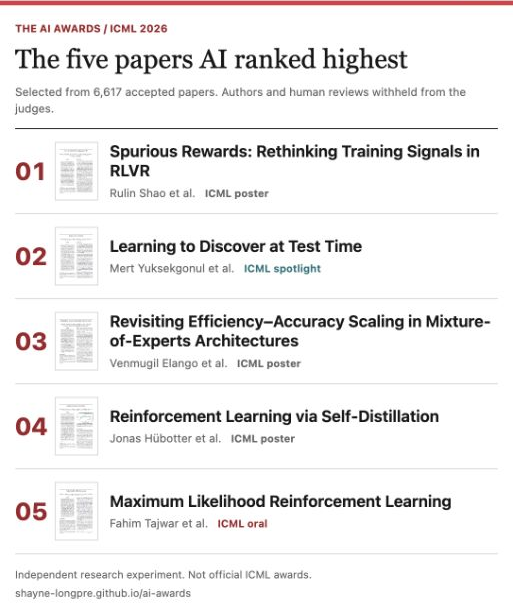 THE AI AWARDS / ICML 2026
The five papers AI ranked highest
Selected from 6,617 accepted papers. Authors and human reviews withheld from the
judges.
01
Spurious Rewards: Rethinking Training Signals in
RLVR
Rulin Shao et al. ICML poster
02
Learning to Discover at Test Time
Mert Yuksekgonul et al. ICML spotlight
03
Revisiting Efficiency–Accuracy Scaling in Mixture-
of-Experts Architectures
Venmugil Elango et al. ICML poster
04
Reinforcement Learning via Self-Distillation
Jonas Hübotter et al. ICML poster
05
Maximum Likelihood Reinforcement Learning
Fahim Tajwar et al. ICML oral
Independent research experiment. Not official ICML awards.
shayne-longpre.github.io/ai-awards